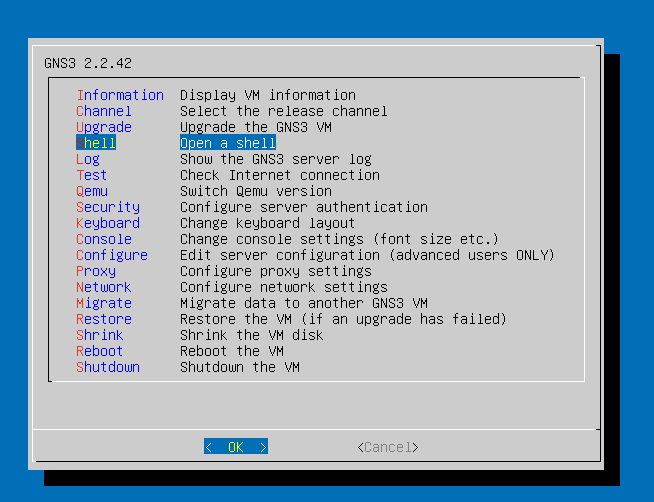 GNS3 2.2.42
Information Display VM information
Channel Select the release channel
Upgrade Upgrade the GNS3 VM
Shell Open a shell
Log Show the GNS3 server log
Test Check Internet connection
Qemu Switch Qemu version
Security Configure server authentication
Keyboard Change keyboard layout
Console Change console settings (font size etc.)
Configure Edit server configuration (advanced users ONLY)
Proxy Configure proxy settings
Network Configure network settings
Migrate Migrate data to another GNS3 VM
Restore Restore the VM (if an upgrade has failed)
Shrink Shrink the VM disk
Reboot Reboot the VM
Shutdown Shutdown the VM
< OK > <Cancel>